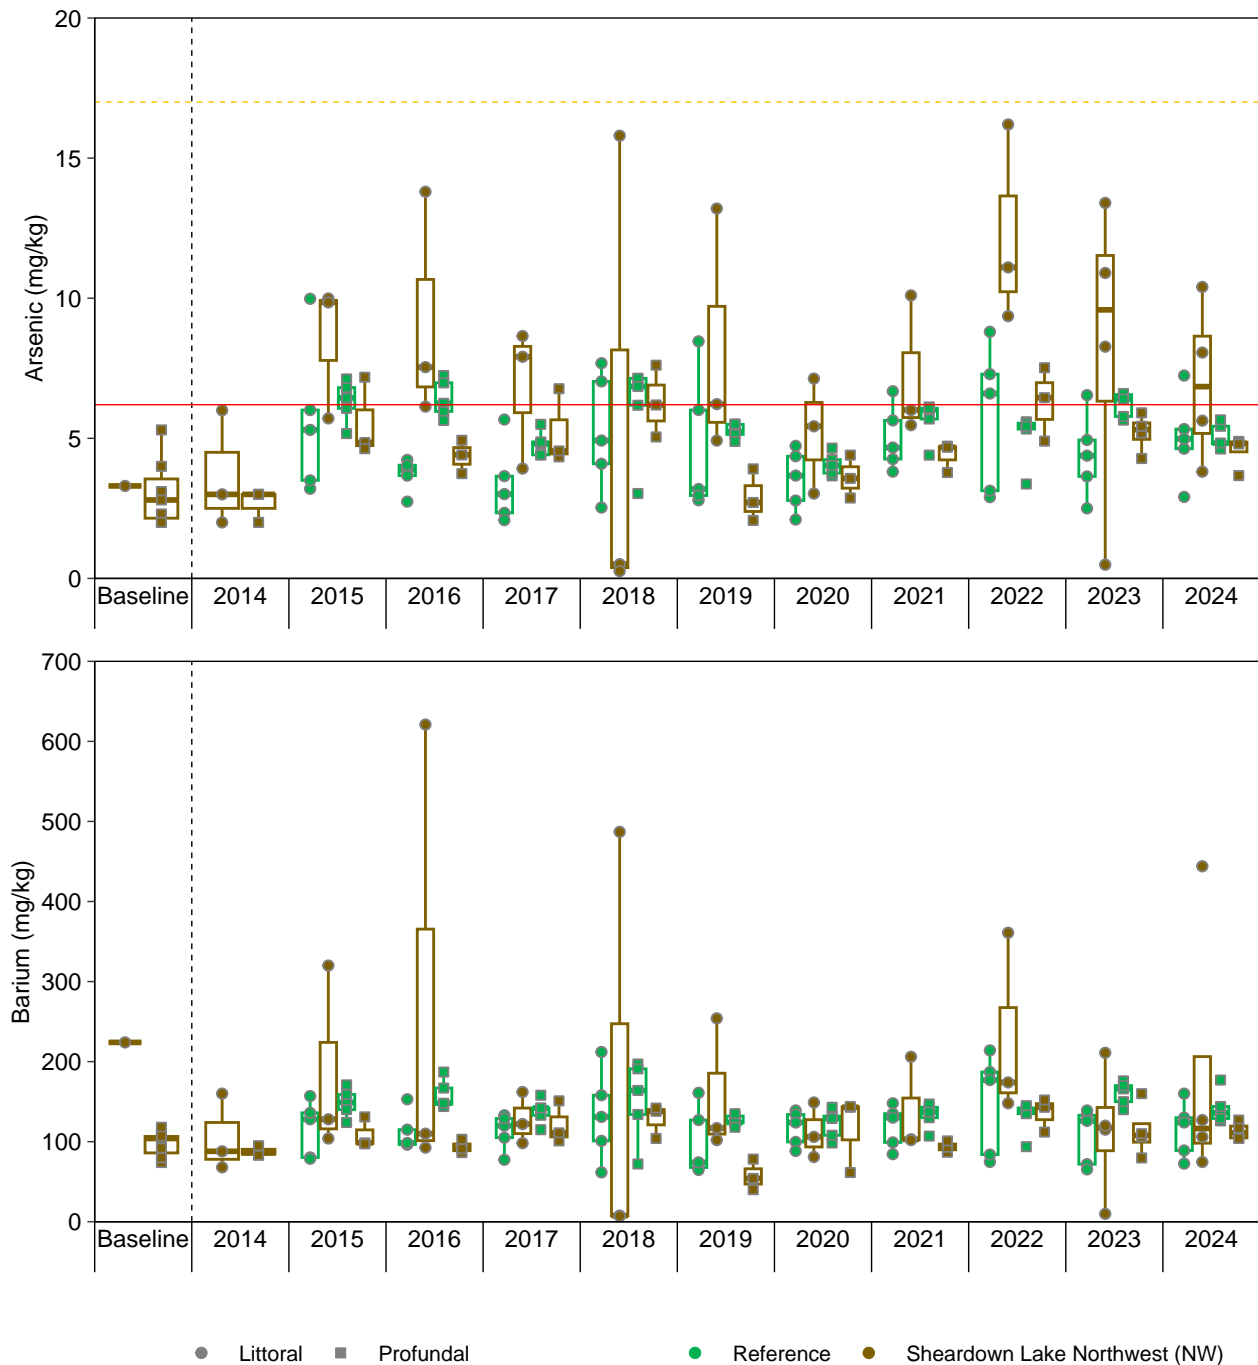 20
15
10
5
0
Arsenic (mg/kg)
Baseline 2014 2015 2016 2017 2018 2019 2020 2021 2022 2023 2024
700
600
500
400
300
200
100
0
Barium (mg/kg)
Baseline 2014 2015 2016 2017 2018 2019 2020 2021 2022 2023 2024
Littoral Profundal Reference Sheardown Lake Northwest (NW)